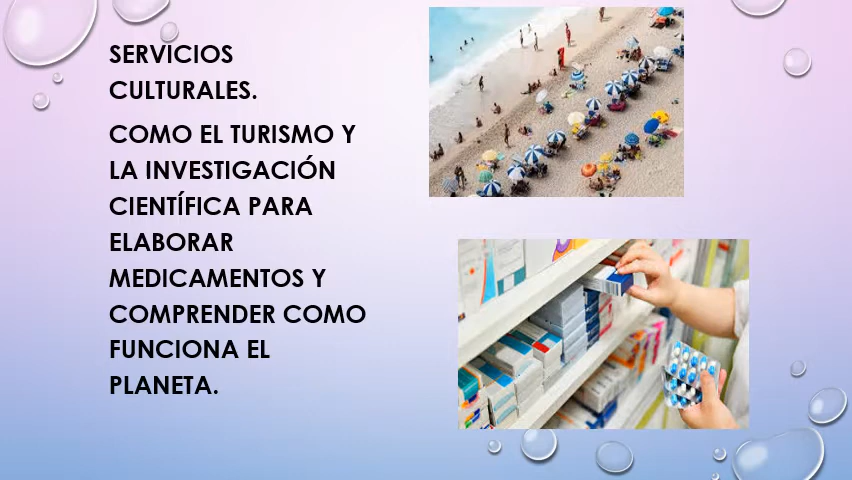 SERVICIOS
CULTURALES.
COMO EL TURISMO Y
LA INVESTIGACIÓN
CIENTÍFICA PARA
ELABORAR
MEDICAMENTOS Y
COMPRENDER COMO
FUNCIONA EL
PLANETA.